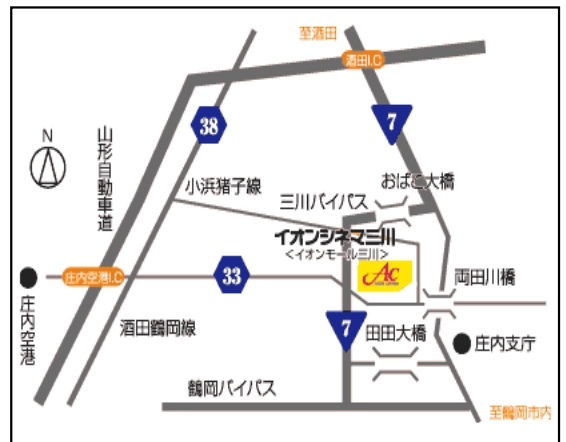 至酒田
酒田I.C
N
山形自動車道
38
7
おばこ大橋
小浜猪子線
三川バイパス
イオンシネマ三川
<イオンモール三川>
AC
庄内空港I.C
33
両田川橋
庄内空港
酒田鶴岡線
7
田田大橋
庄内支庁
鶴岡バイパス
至鶴岡市内